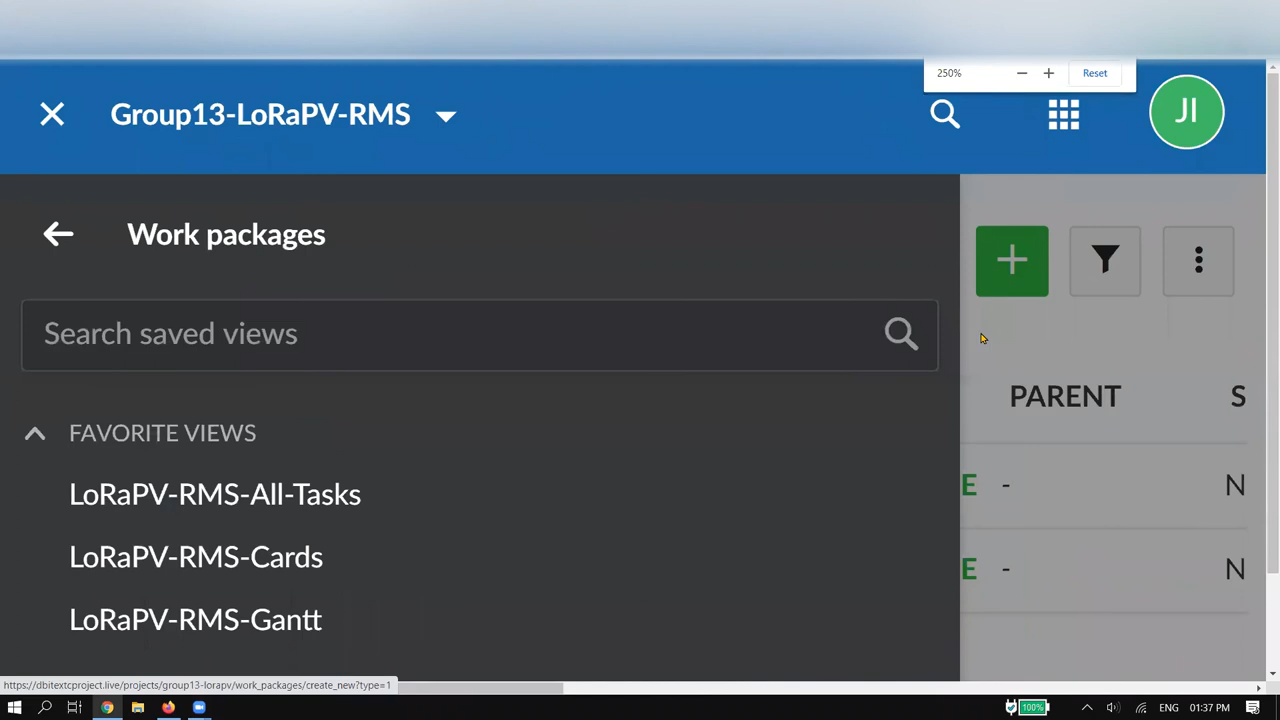 250%
Reset
Group13-LoRaPV-RMS
JI
Work packages
Search saved views
FAVORITE VIEWS
LoRaPV-RMS-All-Tasks
LoRaPV-RMS-Cards
LoRaPV-RMS-Gantt
PARENT S
E - N
E - N
https://dbitextcproject.live/projects/group13-lorapv/work_packages/create_new?type=1
100%
ENG
01:37 PM